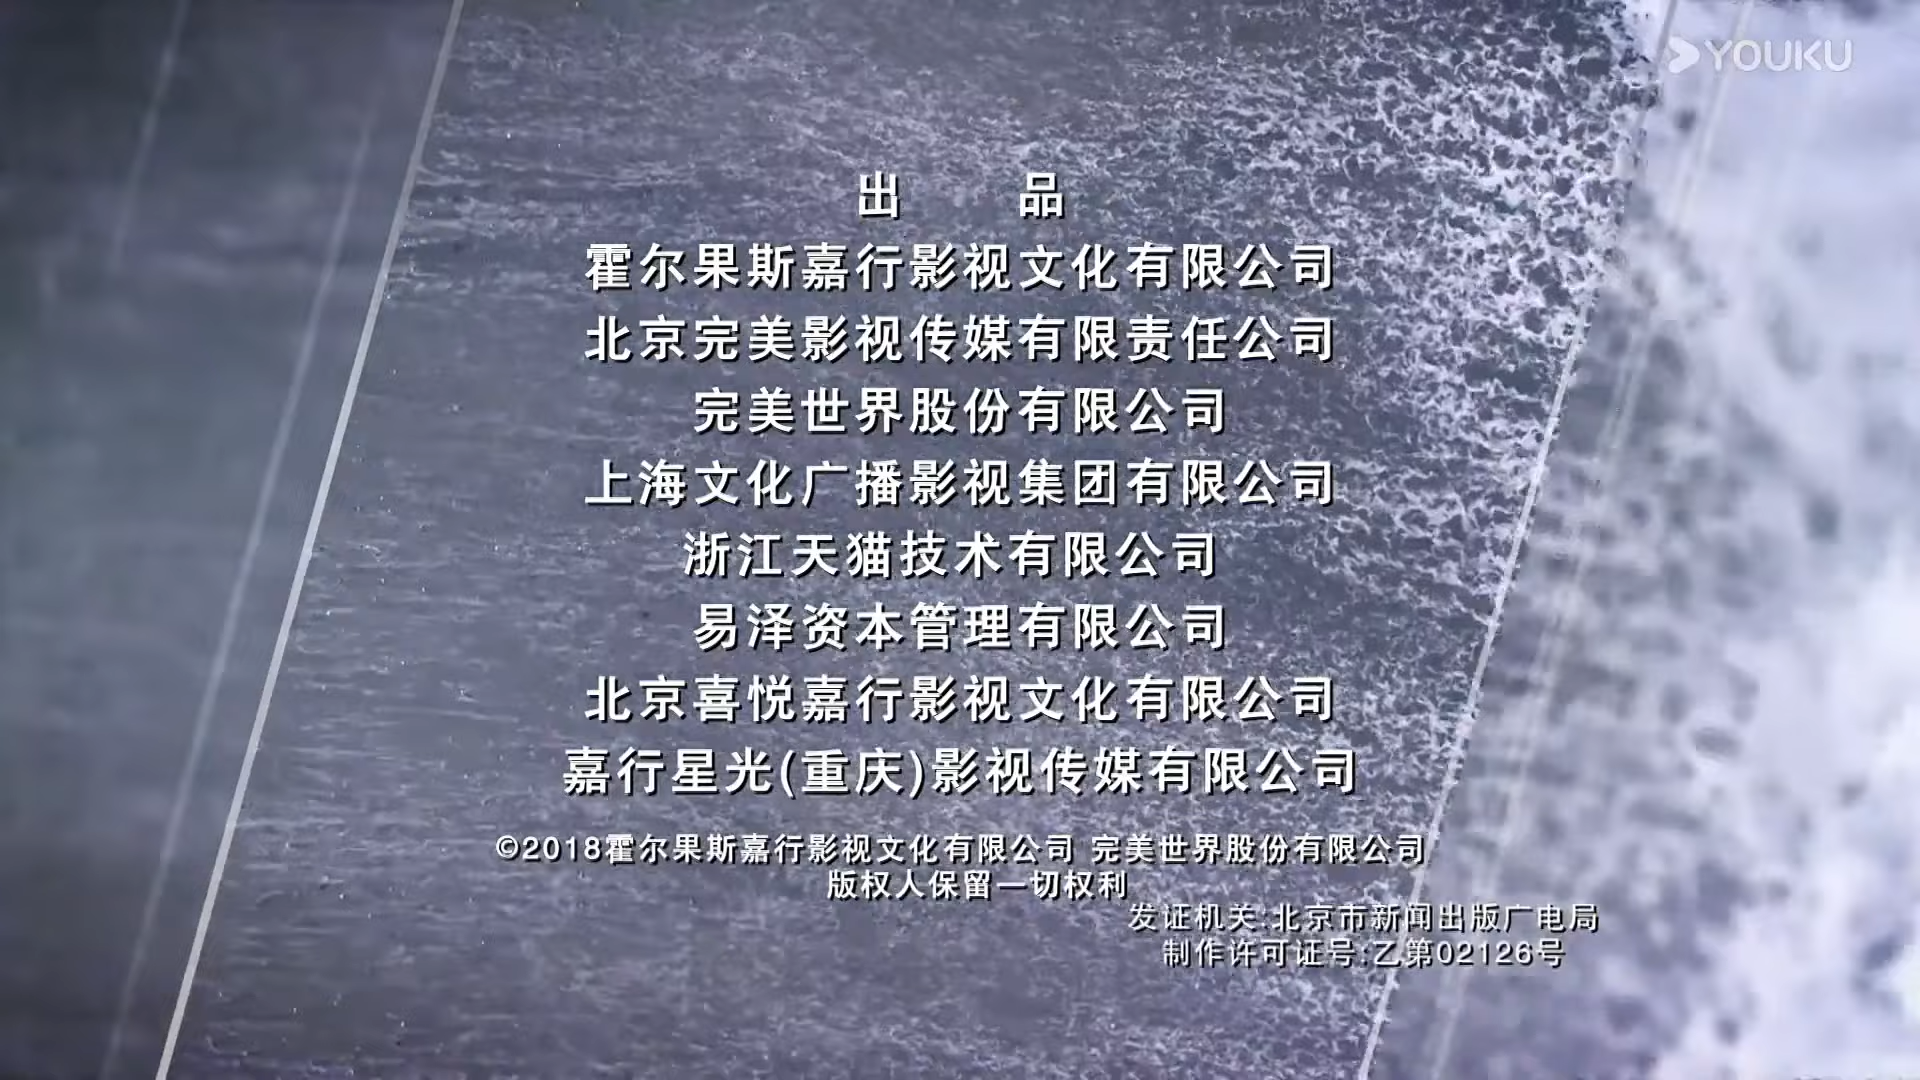 YOUKU
出 品
霍尔果斯嘉行影视文化有限公司
北京完美影视传媒有限责任公司
完美世界股份有限公司
上海文化广播影视集团有限公司
浙江天猫技术有限公司
易泽资本管理有限公司
北京喜悦嘉行影视文化有限公司
嘉行星光(重庆)影视传媒有限公司
©2018霍尔果斯嘉行影视文化有限公司 完美世界股份有限公司
版权人保留一切权利
发证机关:北京市新闻出版广电局
制作许可证号:乙第02126号